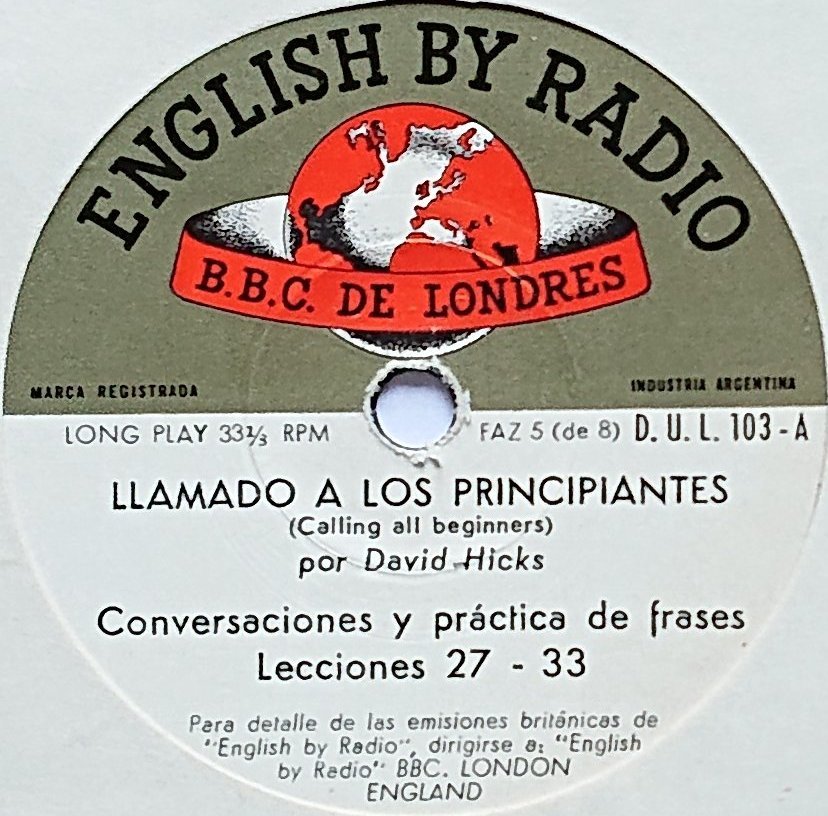 ENGLISH BY RADIO
B.B.C. DE LONDRES
MARCA REGISTRADA
INDUSTRIA ARGENTINA
LONG PLAY 33⅓ RPM
FAZ 5 (de 8) D. U. L. 103 - A
LLAMADO A LOS PRINCIPIANTES
(Calling all beginners)
por David Hicks
Conversaciones y práctica de frases
Lecciones 27 - 33
Para detalle de las emisiones británicas de
"English by Radio", dirigirse a: "English
by Radio" BBC. LONDON
ENGLAND